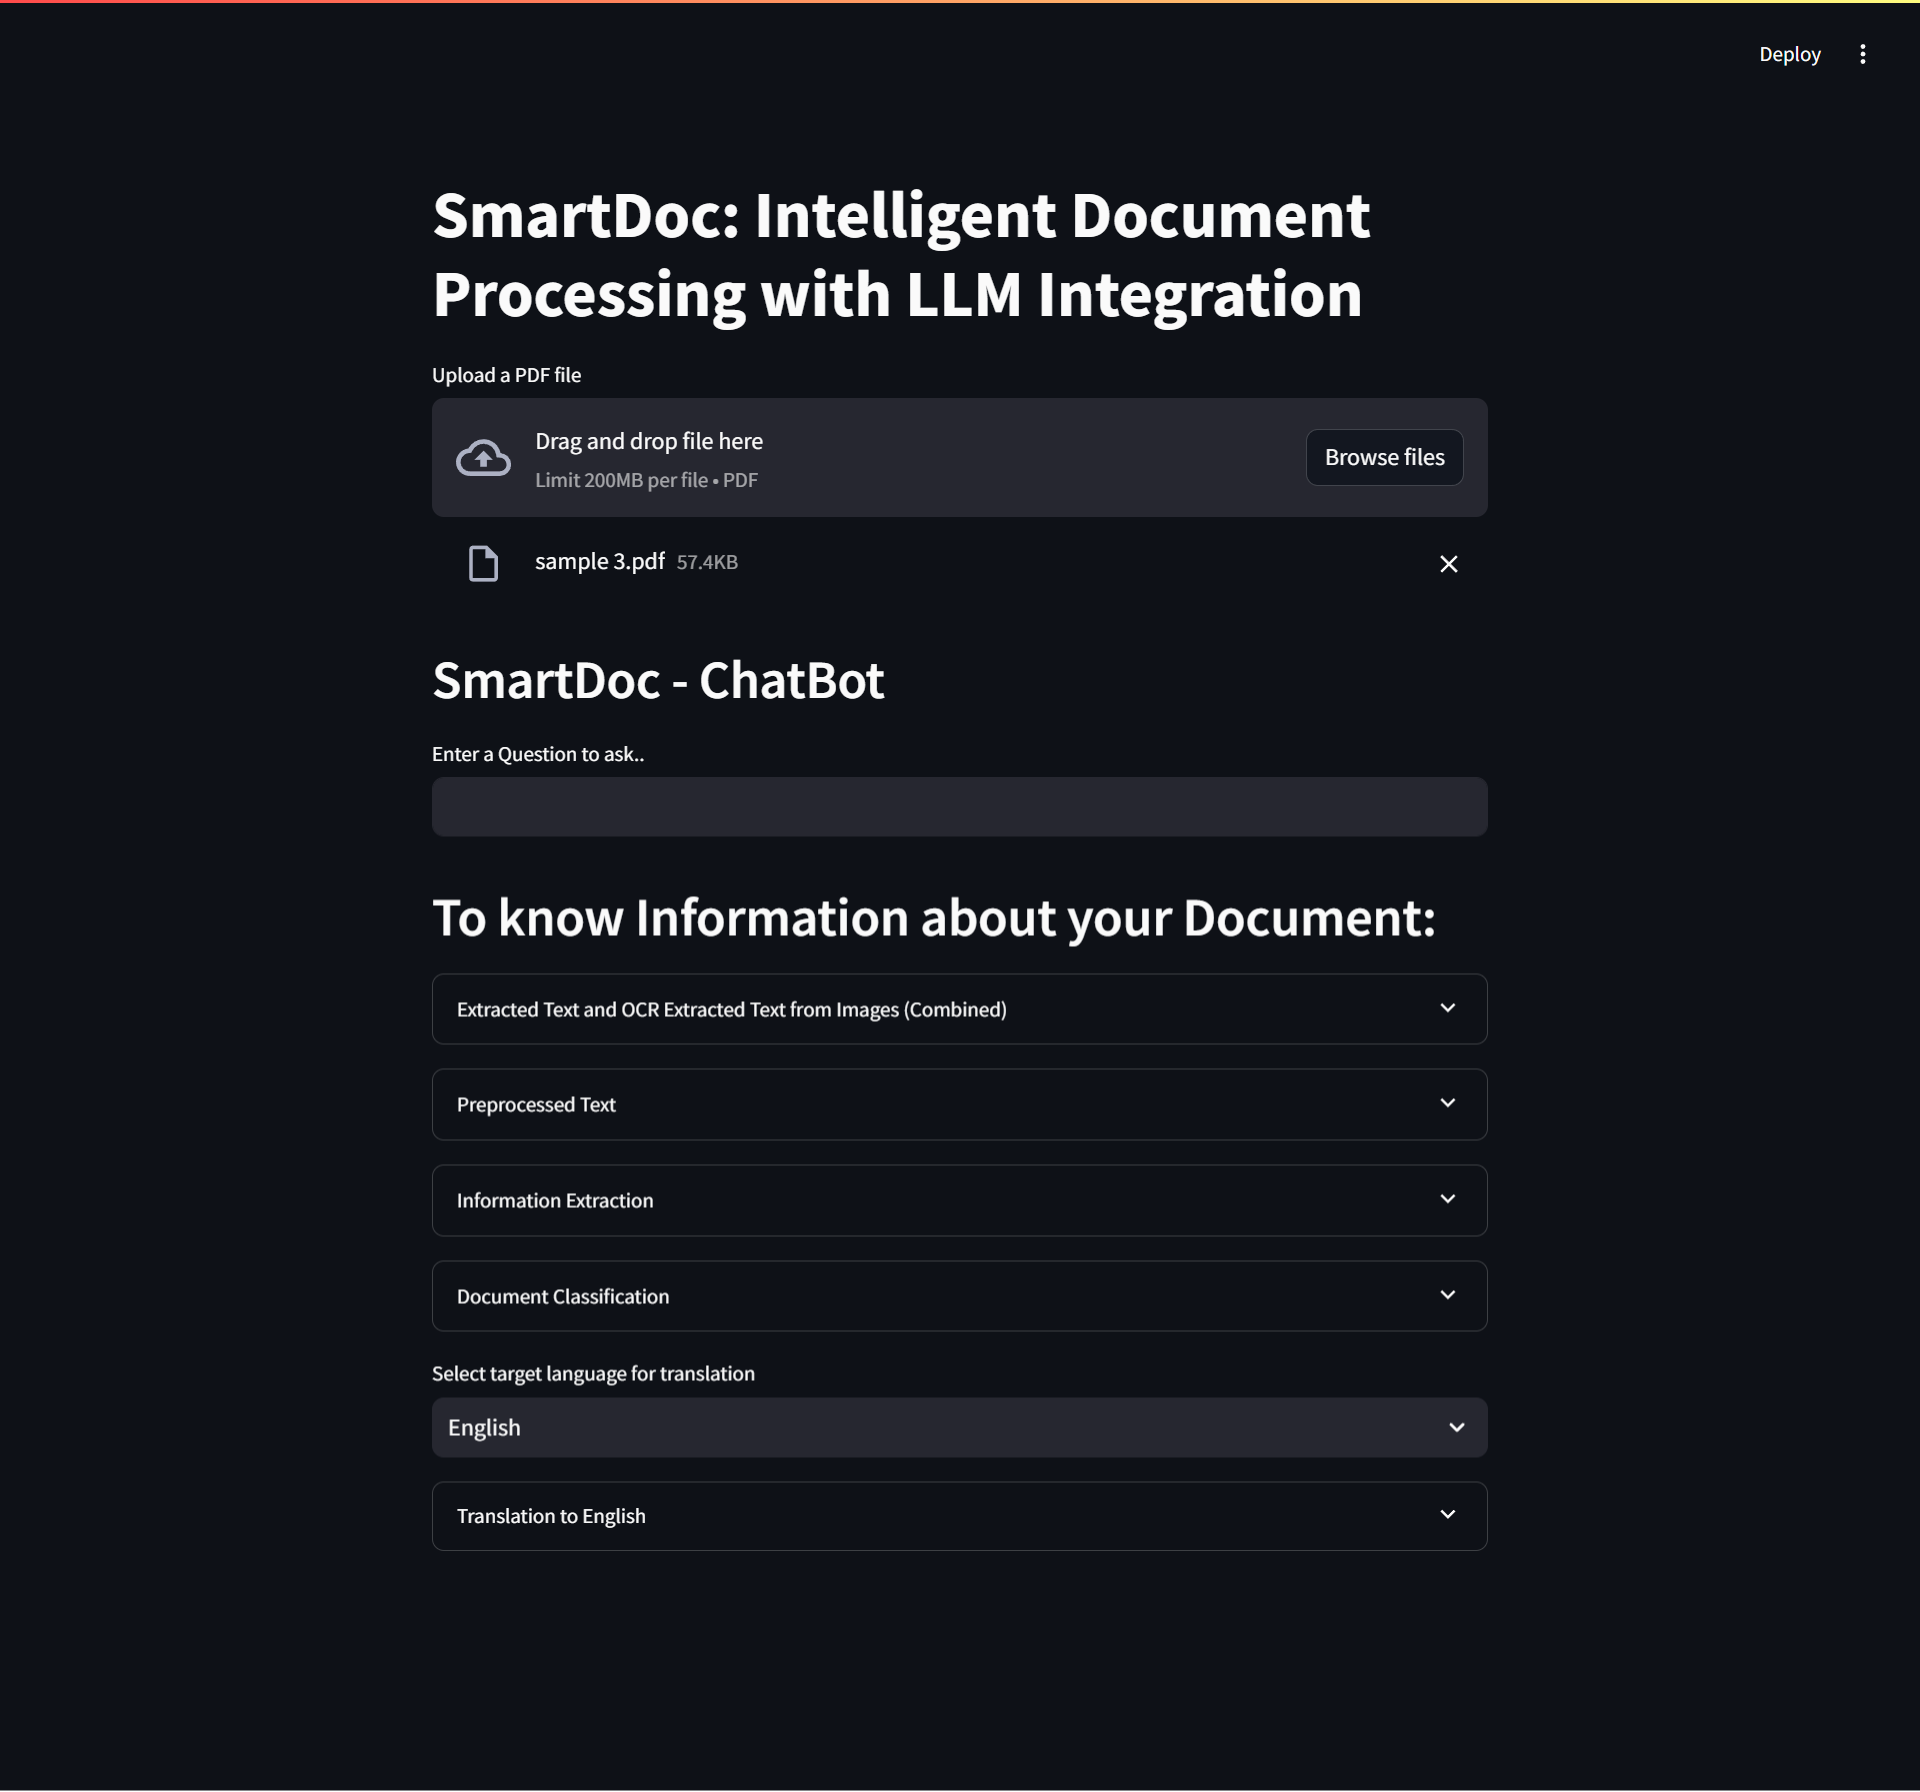 Deploy
SmartDoc: Intelligent Document
Processing with LLM Integration
Upload a PDF file
Drag and drop file here
Limit 200MB per file • PDF
Browse files
sample 3.pdf 57.4KB
SmartDoc - ChatBot
Enter a Question to ask..
To know Information about your Document:
Extracted Text and OCR Extracted Text from Images (Combined)
Preprocessed Text
Information Extraction
Document Classification
Select target language for translation
English
Translation to English